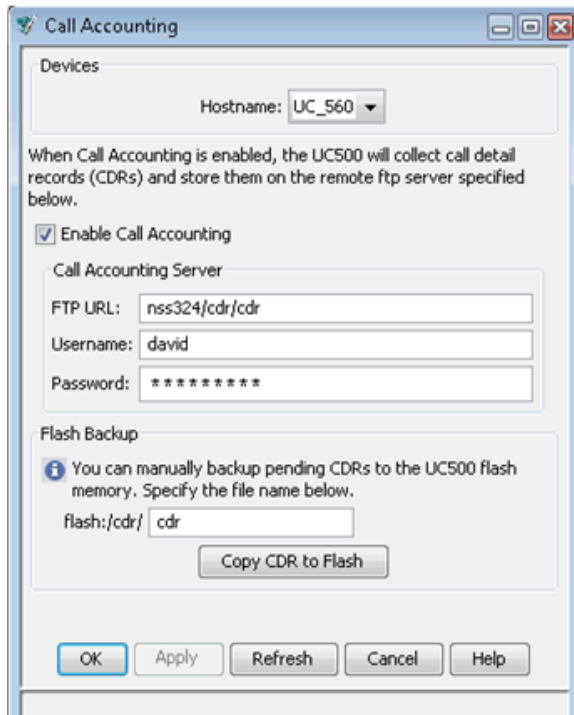 Call Accounting
Devices
Hostname: UC_560
When Call Accounting is enabled, the UC500 will collect call detail
records (CDRs) and store them on the remote ftp server specified
below.
Enable Call Accounting
Call Accounting Server
FTP URL: nss324/cdr/cdr
Username: david
Password: *********
Flash Backup
You can manually backup pending CDRs to the UC500 flash
memory. Specify the file name below.
flash:/cdr/ cdr
Copy CDR to Flash
OK Apply Refresh Cancel Help